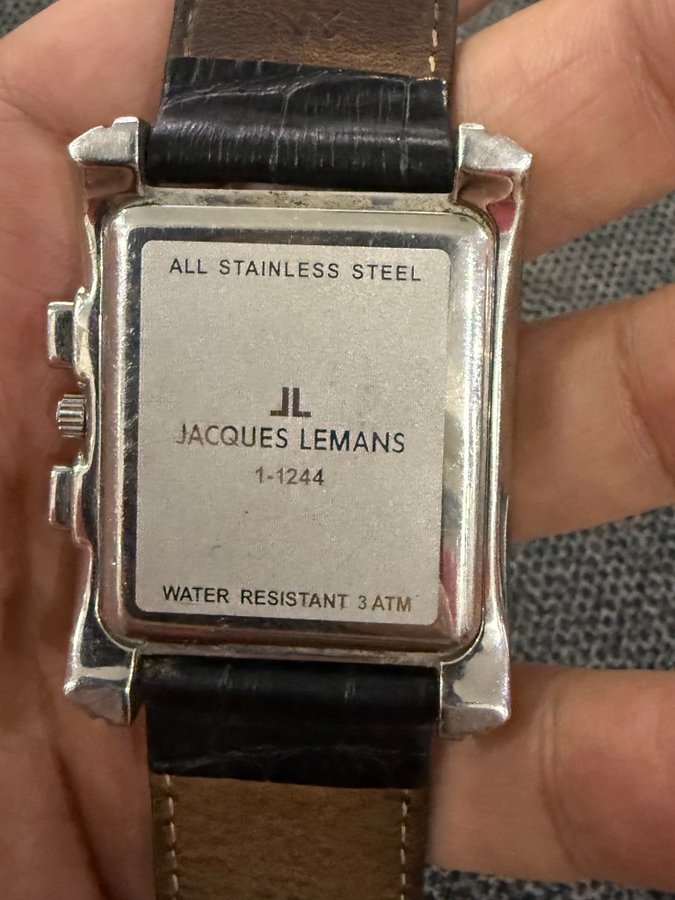 ALL STAINLESS STEEL
JL
JACQUES LEMANS
1-1244
WATER RESISTANT 3 ATM